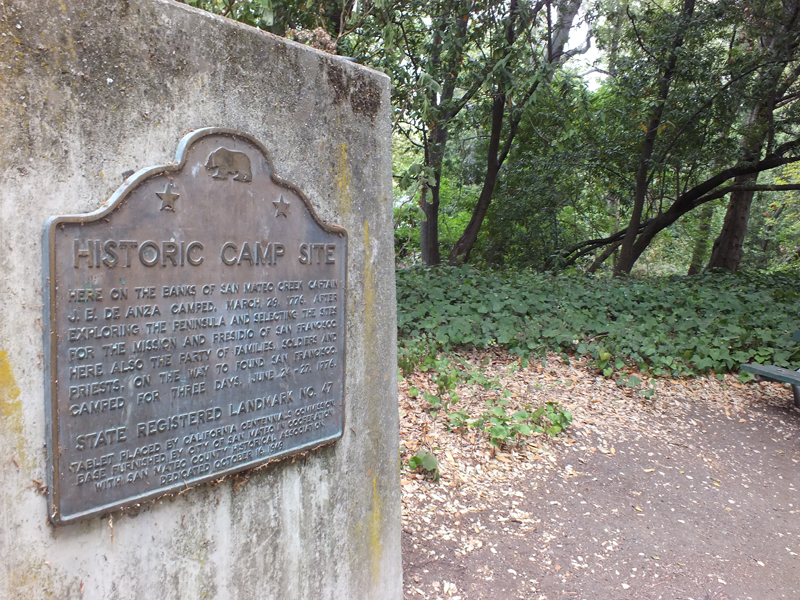 HISTORIC CAMP SITE
HERE ON THE BANKS OF SAN MATEO CREEK CAPTAIN
J. B. DE ANZA CAMPED, MARCH 29, 1776, AFTER
EXPLORING THE PENINSULA AND SELECTING THE SITES
FOR THE MISSION AND PRESIDIO OF SAN FRANCISCO.
HERE ALSO THE PARTY OF FAMILIES, SOLDIERS AND
PRIESTS, ON THE WAY TO FOUND SAN FRANCISCO,
CAMPED FOR THREE DAYS, JUNE 24-27, 1776.
STATE REGISTERED LANDMARK NO. 47
TABLET PLACED BY CALIFORNIA CENTENNIALS COMMISSION
BASE FURNISHED BY CITY OF SAN MATEO IN COOPERATION
WITH SAN MATEO COUNTY HISTORICAL ASSOCIATION
DEDICATED OCTOBER 16, 1949